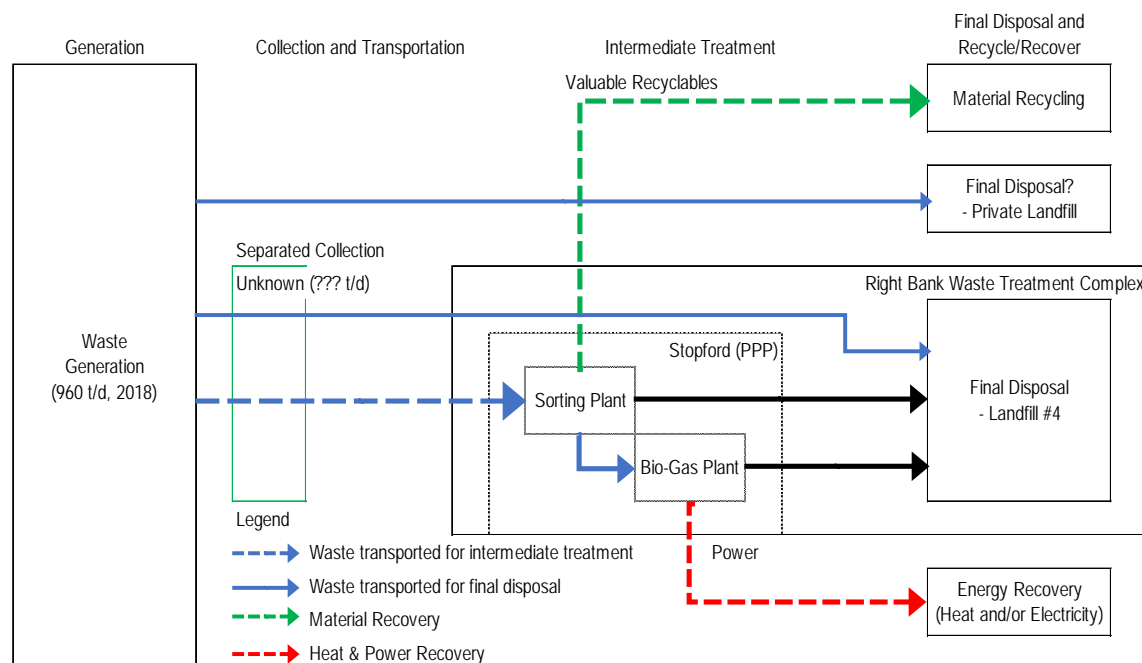 Generation
Collection and Transportation
Intermediate Treatment
Final Disposal and
Recycle/Recover
Valuable Recyclables
Material Recycling
Final Disposal?
- Private Landfill
Separated Collection
Unknown (??? t/d)
Right Bank Waste Treatment Complex
Waste
Generation
(960 t/d, 2018)
Stopford (PPP)
Sorting Plant
Bio-Gas Plant
Final Disposal
- Landfill #4
Legend
Waste transported for intermediate treatment
Waste transported for final disposal
Material Recovery
Heat & Power Recovery
Power
Energy Recovery
(Heat and/or Electricity)